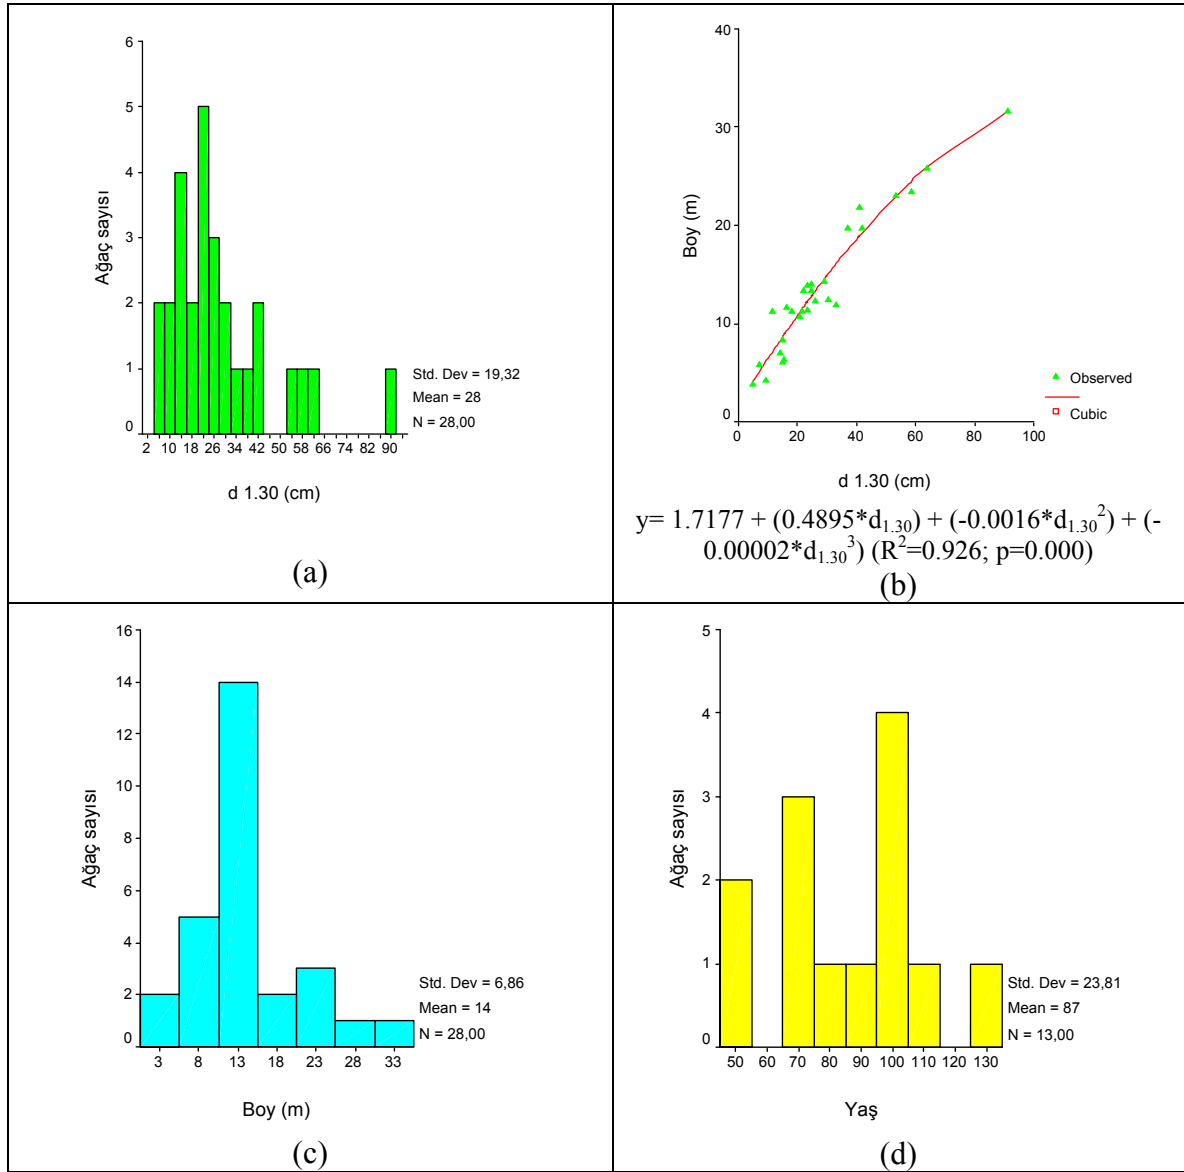 6
5
4
3
2
1
0
Ağaç sayısı
2 10 18 26 34 42 50 58 66 74 82 90
d 1.30 (cm)
Std. Dev = 19,32
Mean = 28
N = 28,00
(a)
40
30
20
10
0
Boy (m)
0 20 40 60 80 100
d 1.30 (cm)
Observed
Cubic
y= 1.7177 + (0.4895*d1.30) + (-0.0016*d1.30²) + (-
0.00002*d1.30³) (R²=0.926; p=0.000)
(b)
16
14
12
10
8
6
4
2
0
Ağaç sayısı
3 8 13 18 23 28 33
Boy (m)
Std. Dev = 6,86
Mean = 14
N = 28,00
(c)
5
4
3
2
1
0
Ağaç sayısı
50 60 70 80 90 100 110 120 130
Yaş
Std. Dev = 23,81
Mean = 87
N = 13,00
(d)